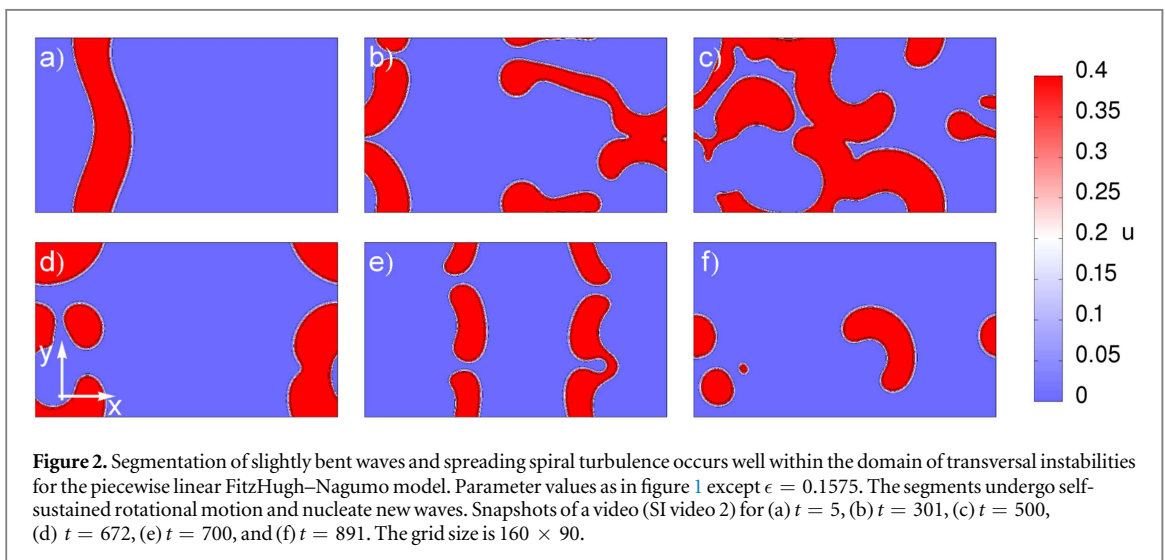 a) b) c)
0.4
0.35
0.3
0.25
0.2 u
0.15
0.1
0.05
0
d) e) f)
y
x
Figure 2. Segmentation of slightly bent waves and spreading spiral turbulence occurs well within the domain of transversal instabilities
for the piecewise linear FitzHugh–Nagumo model. Parameter values as in figure 1 except ϵ = 0.1575. The segments undergo self-
sustained rotational motion and nucleate new waves. Snapshots of a video (SI video 2) for (a) t = 5, (b) t = 301, (c) t = 500,
(d) t = 672, (e) t = 700, and (f) t = 891. The grid size is 160 × 90.